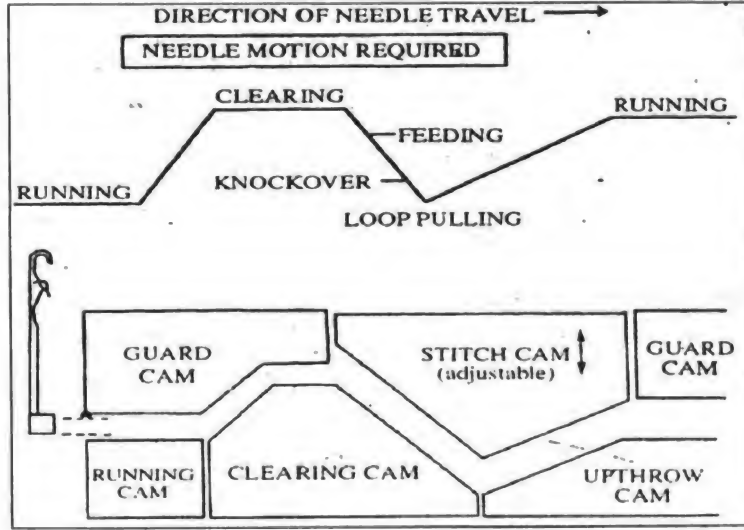 DIRECTION OF NEEDLE TRAVEL
NEEDLE MOTION REQUIRED
CLEARING
RUNNING
FEEDING
KNOCKOVER
RUNNING
LOOP PULLING
GUARD
CAM
STITCH CAM
(adjustable)
GUARD
CAM
RUNNING
CAM
CLEARING CAM
UPTHROW
CAM